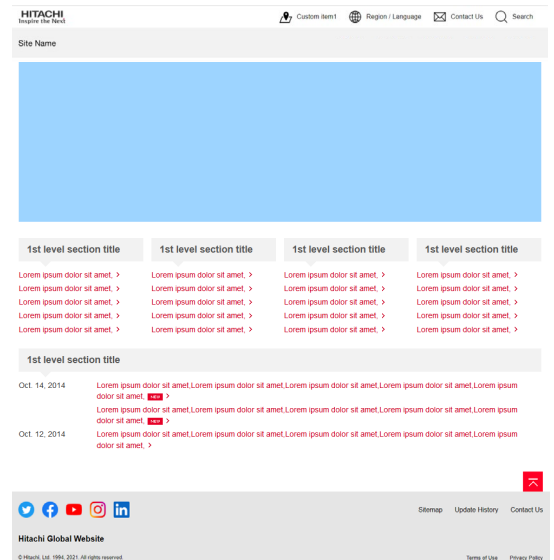 HITACHI
Inspire the Next
Custom item1 Region / Language Contact Us Search
Site Name
1st level section title 1st level section title 1st level section title 1st level section title
Lorem ipsum dolor sit amet, Lorem ipsum dolor sit amet, Lorem ipsum dolor sit amet, Lorem ipsum dolor sit amet,
Lorem ipsum dolor sit amet, Lorem ipsum dolor sit amet, Lorem ipsum dolor sit amet, Lorem ipsum dolor sit amet,
Lorem ipsum dolor sit amet, Lorem ipsum dolor sit amet, Lorem ipsum dolor sit amet, Lorem ipsum dolor sit amet,
Lorem ipsum dolor sit amet, Lorem ipsum dolor sit amet, Lorem ipsum dolor sit amet, Lorem ipsum dolor sit amet,
Lorem ipsum dolor sit amet, Lorem ipsum dolor sit amet, Lorem ipsum dolor sit amet, Lorem ipsum dolor sit amet,
1st level section title
Oct. 14, 2014 Lorem ipsum dolor sit amet,Lorem ipsum dolor sit amet,Lorem ipsum dolor sit amet,Lorem ipsum dolor sit amet,Lorem ipsum
dolor sit amet, NEW
Lorem ipsum dolor sit amet,Lorem ipsum dolor sit amet,Lorem ipsum dolor sit amet,Lorem ipsum dolor sit amet,Lorem ipsum
dolor sit amet, NEW
Oct. 12, 2014 Lorem ipsum dolor sit amet,Lorem ipsum dolor sit amet,Lorem ipsum dolor sit amet,Lorem ipsum dolor sit amet,Lorem ipsum
dolor sit amet,
Sitemap Update History Contact Us
Hitachi Global Website
© Hitachi, Ltd. 1994, 2021. All rights reserved. Terms of Use Privacy Policy